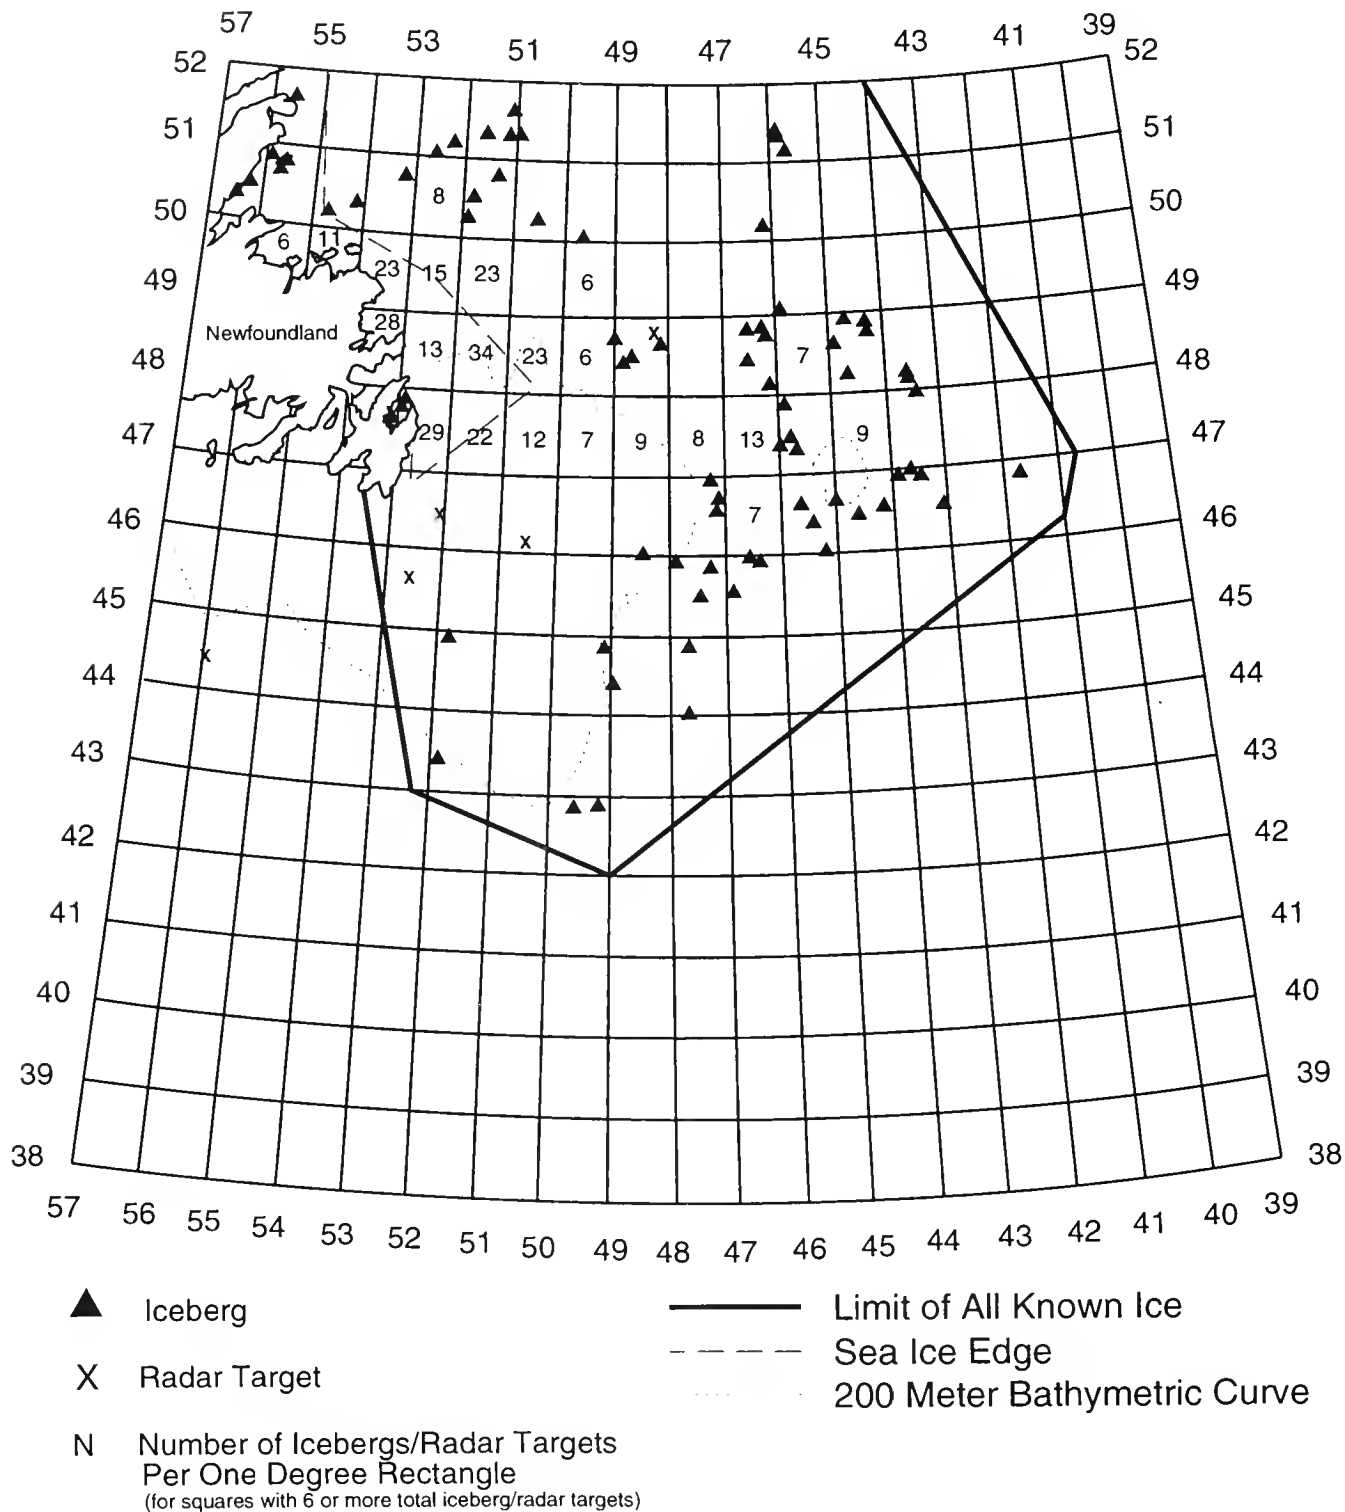 57 55 53 51 49 47 45 43 41 39
52 52
51 51
8
50 50
6 11
23 15 23 6
49 49
28
Newfoundland
x
13 34 23 6 7
48 48
29 22 12 7 9 8 13 9
47 47
x 7
46 46
x
x
45 45
x
44 44
43 43
42 42
41 41
40 40
39 39
38 38
57 56 55 54 53 52 51 50 49 48 47 46 45 44 43 42 41 40 39
Iceberg
X Radar Target
N Number of Icebergs/Radar Targets
Per One Degree Rectangle
(for squares with 6 or more total iceberg/radar targets)
Limit of All Known Ice
Sea Ice Edge
200 Meter Bathymetric Curve